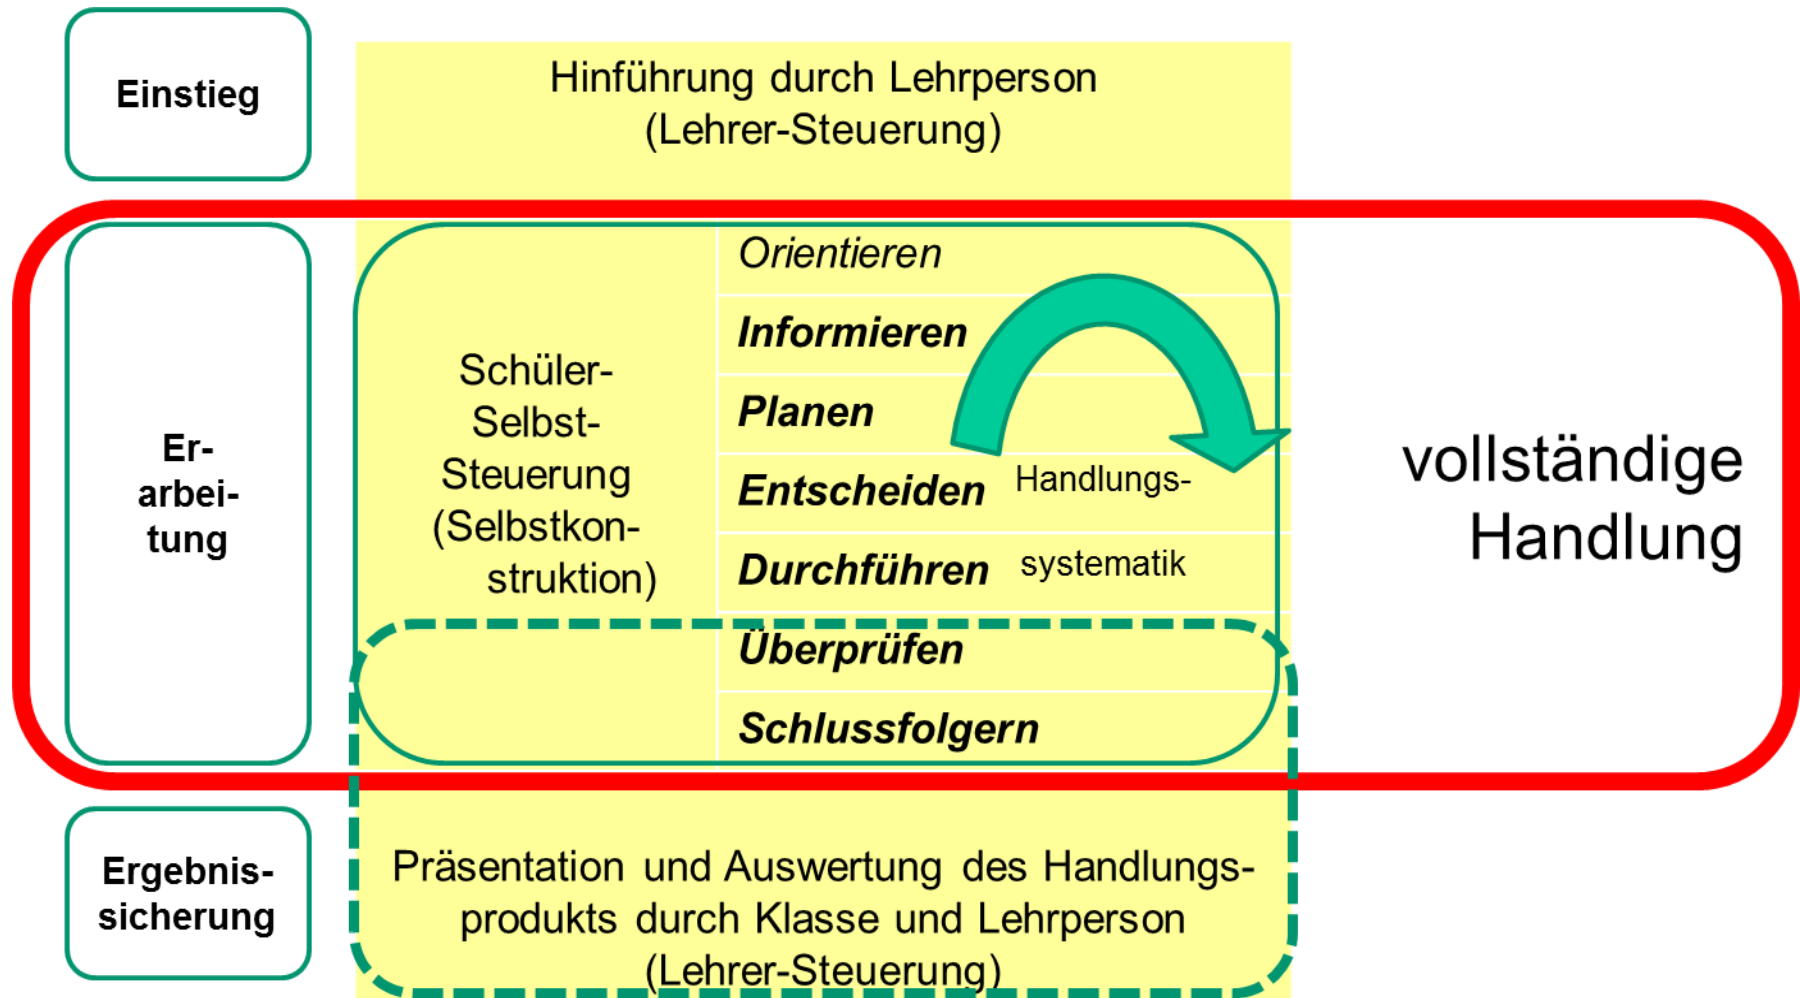 Einstieg
Hinführung durch Lehrperson
(Lehrer-Steuerung)
Er-
arbei-
tung
Schüler-
Selbst-
Steuerung
(Selbstkon-
struktion)
Orientieren
Informieren
Planen
Entscheiden
Durchführen
Überprüfen
Schlussfolgern
Handlungs-
systematik
vollständige
Handlung
Ergebnis-
sicherung
Präsentation und Auswertung des Handlungs-
produkts durch Klasse und Lehrperson
(Lehrer-Steuerung)